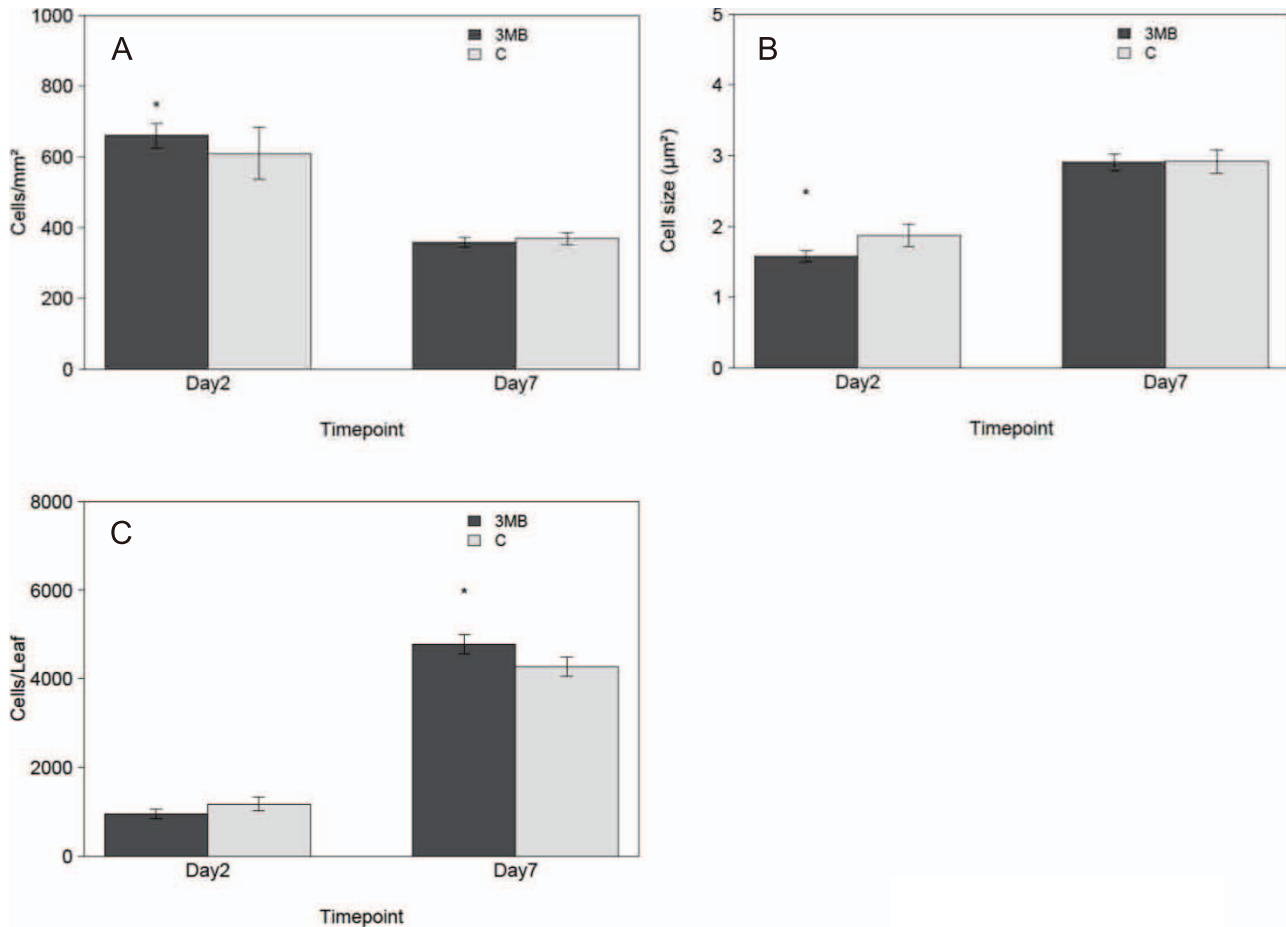 A
1000
800
600
400
200
0
Cells/mm²
3MB
C
*
Day2 Day7
Timepoint
B
5
4
3
2
1
0
Cell size (µm²)
3MB
C
*
Day2 Day7
Timepoint
C
8000
6000
4000
2000
0
Cells/Leaf
3MB
C
*
Day2 Day7
Timepoint